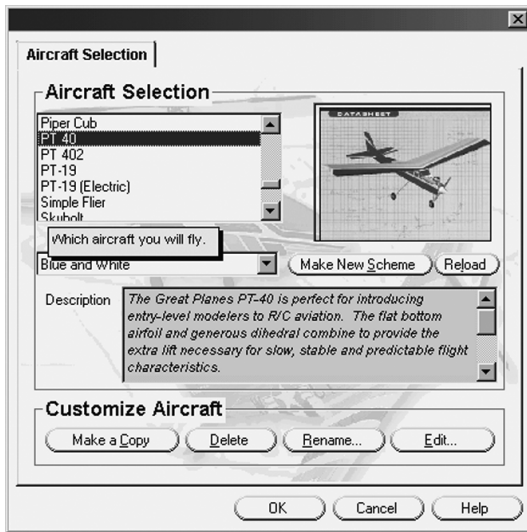 Aircraft Selection
Aircraft Selection
Piper Cub
PT 40
PT 402
PT-19
PT-19 (Electric)
Simple Flier
Skybolt
DATASHEET
Which aircraft you will fly.
Blue and White
Make New Scheme
Reload
Description
The Great Planes PT-40 is perfect for introducing
entry-level modelers to R/C aviation. The flat bottom
airfoil and generous dihedral combine to provide the
extra lift necessary for slow, stable and predictable flight
characteristics.
Customize Aircraft
Make a Copy
Delete
Rename...
Edit...
OK
Cancel
Help